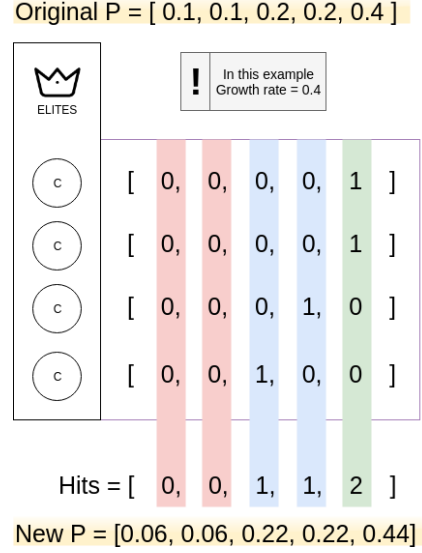 Original P = [ 0.1, 0.1, 0.2, 0.2, 0.4 ]
! In this example
Growth rate = 0.4
ELITES
C [ 0, 0, 0, 0, 1 ]
C [ 0, 0, 0, 0, 1 ]
C [ 0, 0, 0, 1, 0 ]
C [ 0, 0, 1, 0, 0 ]
Hits = [ 0, 0, 1, 1, 2 ]
New P = [0.06, 0.06, 0.22, 0.22, 0.44]